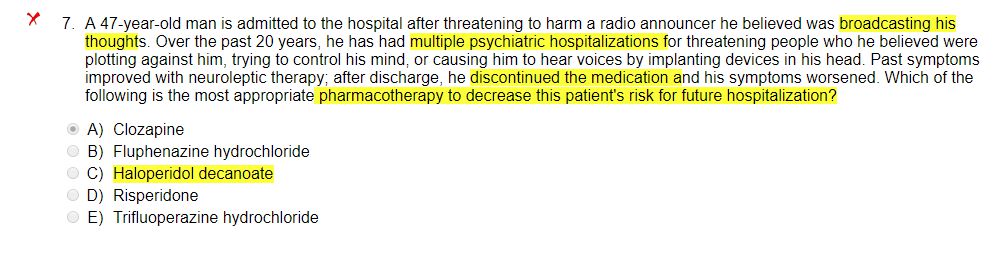 7. A 47-year-old man is admitted to the hospital after threatening to harm a radio announcer he believed was broadcasting his
thoughts. Over the past 20 years, he has had multiple psychiatric hospitalizations for threatening people who he believed were
plotting against him, trying to control his mind, or causing him to hear voices by implanting devices in his head. Past symptoms
improved with neuroleptic therapy; after discharge, he discontinued the medication and his symptoms worsened. Which of the
following is the most appropriate pharmacotherapy to decrease this patient's risk for future hospitalization?
A) Clozapine
B) Fluphenazine hydrochloride
C) Haloperidol decanoate
D) Risperidone
E) Trifluoperazine hydrochloride